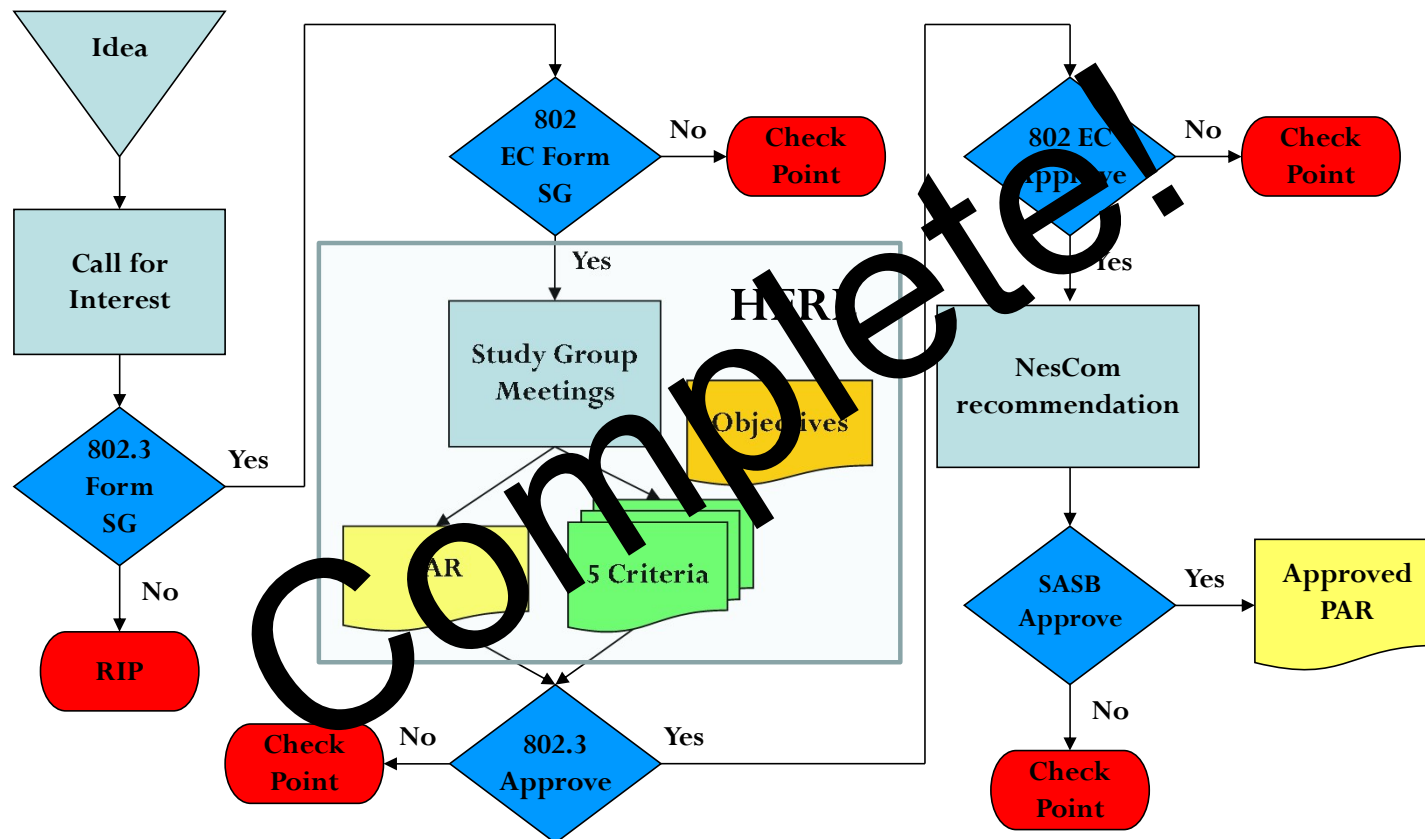 Idea
Call for
Interest
802.3
Form
SG
Yes
No
RIP
802
EC Form
SG
No
Check
Point
Yes
HERE
Study Group
Meetings
Objectives
PAR
5 Criteria
802.3
Approve
No
Check
Point
Yes
802 EC
Approve
No
Check
Point
Yes
NesCom
recommendation
SASB
Approve
Yes
Approved
PAR
No
Check
Point
Complete!